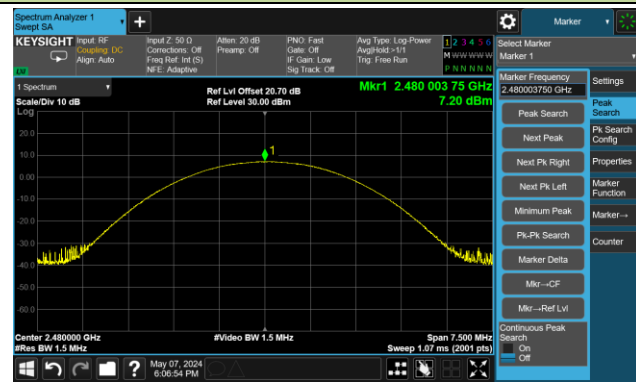 Spectrum Analyzer 1
Swept SA
+
Marker
KEYSIGHT
Input: RF
Coupling: DC
Align: Auto
Input Z: 50 Ω
Corrections: Off
Freq Ref: Int (S)
NFE: Adaptive
Atten: 20 dB
Preamp: Off
PNO: Fast
Gate: Off
IF Gain: Low
Sig Track: Off
Avg Type: Log-Power
Avg|Hold:>1/1
Trig: Free Run
1 2 3 4 5 6
M W W W W W
P N N N N N
Select Marker
Marker 1
LXI
1 Spectrum
Scale/Div 10 dB
Log
Ref Lvl Offset 20.70 dB
Ref Level 30.00 dBm
Mkr1 2.480 003 75 GHz
7.20 dBm
20.0
10.0
0.00
-10.0
-20.0
-30.0
-40.0
-50.0
-60.0
1
Center 2.480000 GHz
#Res BW 1.5 MHz
#Video BW 1.5 MHz
Span 7.500 MHz
Sweep 1.07 ms (2001 pts)
Marker Frequency
2.480003750 GHz
Peak Search
Next Peak
Next Pk Right
Next Pk Left
Minimum Peak
Pk-Pk Search
Marker Delta
Mkr→CF
Mkr→Ref Lvl
Continuous Peak
Search
On
Off
Settings
Peak
Search
Pk Search
Config
Properties
Marker
Function
Marker→
Counter
?
May 07, 2024
6:06:54 PM